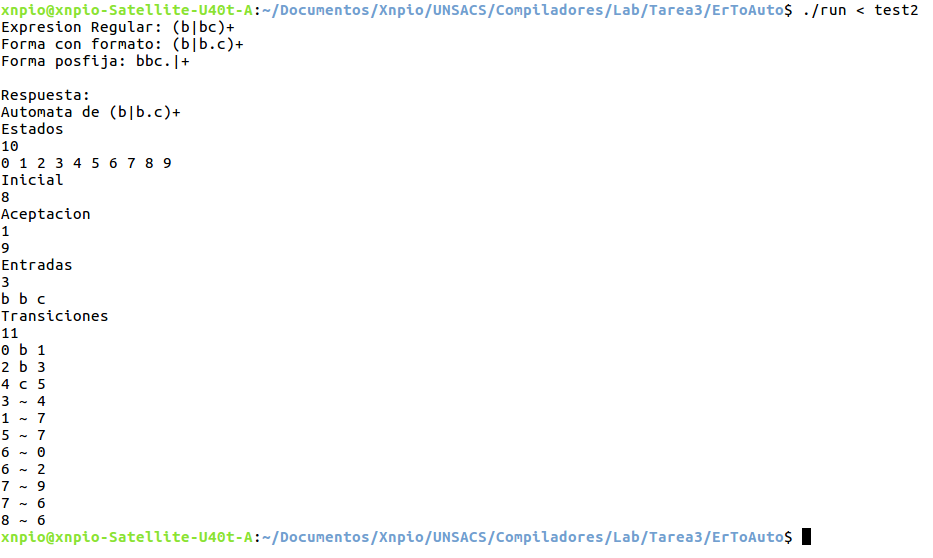 xnpio@xnpio-Satellite-U40t-A:~/Documentos/Xnpio/UNSACS/Compiladores/Lab/Tarea3/ErToAuto$ ./run < test2
Expresion Regular: (b|bc)+
Forma con formato: (b|b.c)+
Forma posfija: bbc.|+

Respuesta:
Automata de (b|b.c)+
Estados
10
0 1 2 3 4 5 6 7 8 9
Inicial
8
Aceptacion
1
9
Entradas
3
b b c
Transiciones
11
0 b 1
2 b 3
4 c 5
3 ~ 4
1 ~ 7
5 ~ 7
6 ~ 0
6 ~ 2
7 ~ 9
7 ~ 6
8 ~ 6
xnpio@xnpio-Satellite-U40t-A:~/Documentos/Xnpio/UNSACS/Compiladores/Lab/Tarea3/ErToAuto$